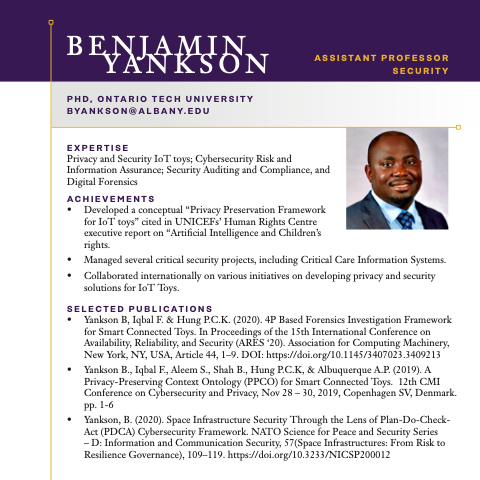 BENJAMIN
YANKSON
ASSISTANT PROFESSOR
SECURITY
PHD, ONTARIO TECH UNIVERSITY
BYANKSON@ALBANY.EDU
EXPERTISE
Privacy and Security IoT toys; Cybersecurity Risk and
Information Assurance; Security Auditing and Compliance, and
Digital Forensics
ACHIEVEMENTS
• Developed a conceptual “Privacy Preservation Framework
for IoT toys” cited in UNICEFs’ Human Rights Centre
executive report on “Artificial Intelligence and Children’s
rights.
• Managed several critical security projects, including Critical Care Information Systems.
• Collaborated internationally on various initiatives on developing privacy and security
solutions for IoT Toys.
SELECTED PUBLICATIONS
• Yankson B, Iqbal F. & Hung P.C.K. (2020). 4P Based Forensics Investigation Framework
for Smart Connected Toys. In Proceedings of the 15th International Conference on
Availability, Reliability, and Security (ARES ‘20). Association for Computing Machinery,
New York, NY, USA, Article 44, 1–9. DOI: https://doi.org/10.1145/3407023.3409213
• Yankson B., Iqbal F., Aleem S., Shah B., Hung P.C.K, & Albuquerque A.P. (2019). A
Privacy-Preserving Context Ontology (PPCO) for Smart Connected Toys. 12th CMI
Conference on Cybersecurity and Privacy, Nov 28 – 30, 2019, Copenhagen SV, Denmark.
pp. 1-6
• Yankson, B. (2020). Space Infrastructure Security Through the Lens of Plan-Do-Check-
Act (PDCA) Cybersecurity Framework. NATO Science for Peace and Security Series
– D: Information and Communication Security, 57(Space Infrastructures: From Risk to
Resilience Governance), 109–119. https://doi.org/10.3233/NICSP200012